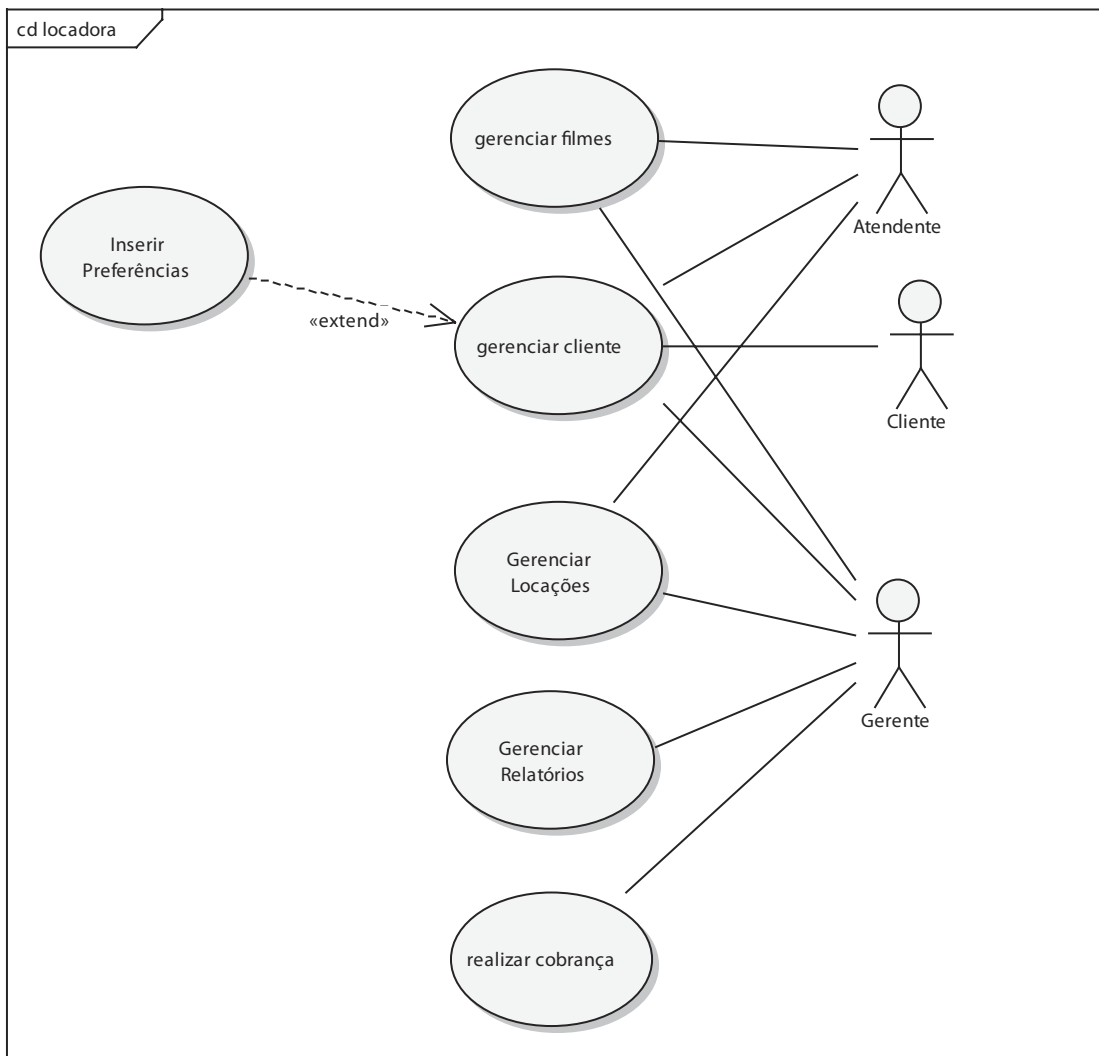 cd locadora
gerenciar filmes
Atendente
Inserir
Preferências
«extend»
gerenciar cliente
Cliente
Gerenciar
Locações
Gerente
Gerenciar
Relatórios
realizar cobrança